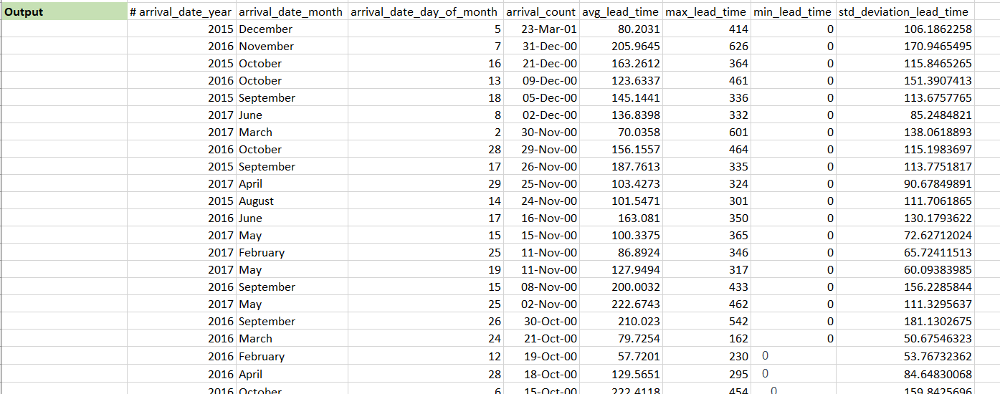 Output # arrival_date_year arrival_date_month arrival_date_day_of_month arrival_count avg_lead_time max_lead_time min_lead_time std_deviation_lead_time
2015 December 5 23-Mar-01 80.2031 414 0 106.1862258
2016 November 7 31-Dec-00 205.9645 626 0 170.9465495
2015 October 16 21-Dec-00 163.2612 364 0 115.8465265
2016 October 13 09-Dec-00 123.6337 461 0 151.3907413
2015 September 18 05-Dec-00 145.1441 336 0 113.6757765
2017 June 8 02-Dec-00 136.8398 332 0 85.2484821
2017 March 2 30-Nov-00 70.0358 601 0 138.0618893
2016 October 28 29-Nov-00 156.1557 464 0 115.1983697
2015 September 17 26-Nov-00 187.7613 335 0 113.7751817
2017 April 29 25-Nov-00 103.4273 324 0 90.67849891
2015 August 14 24-Nov-00 101.5471 301 0 111.7061865
2016 June 17 16-Nov-00 163.081 350 0 130.1793622
2017 May 15 15-Nov-00 100.3375 365 0 72.62712024
2017 February 25 11-Nov-00 86.8924 346 0 65.72411513
2017 May 19 11-Nov-00 127.9494 317 0 60.09383985
2016 September 15 08-Nov-00 200.0032 433 0 156.2285844
2017 May 25 02-Nov-00 222.6743 462 0 111.3295637
2016 September 26 30-Oct-00 210.023 542 0 181.1302675
2016 March 24 21-Oct-00 79.7254 162 0 50.67546323
2016 February 12 19-Oct-00 57.7201 230 0 53.76732362
2016 April 28 18-Oct-00 129.5651 295 0 84.64830068
2016 October 6 15-Oct-00 222.4118 454 0 159.8425696